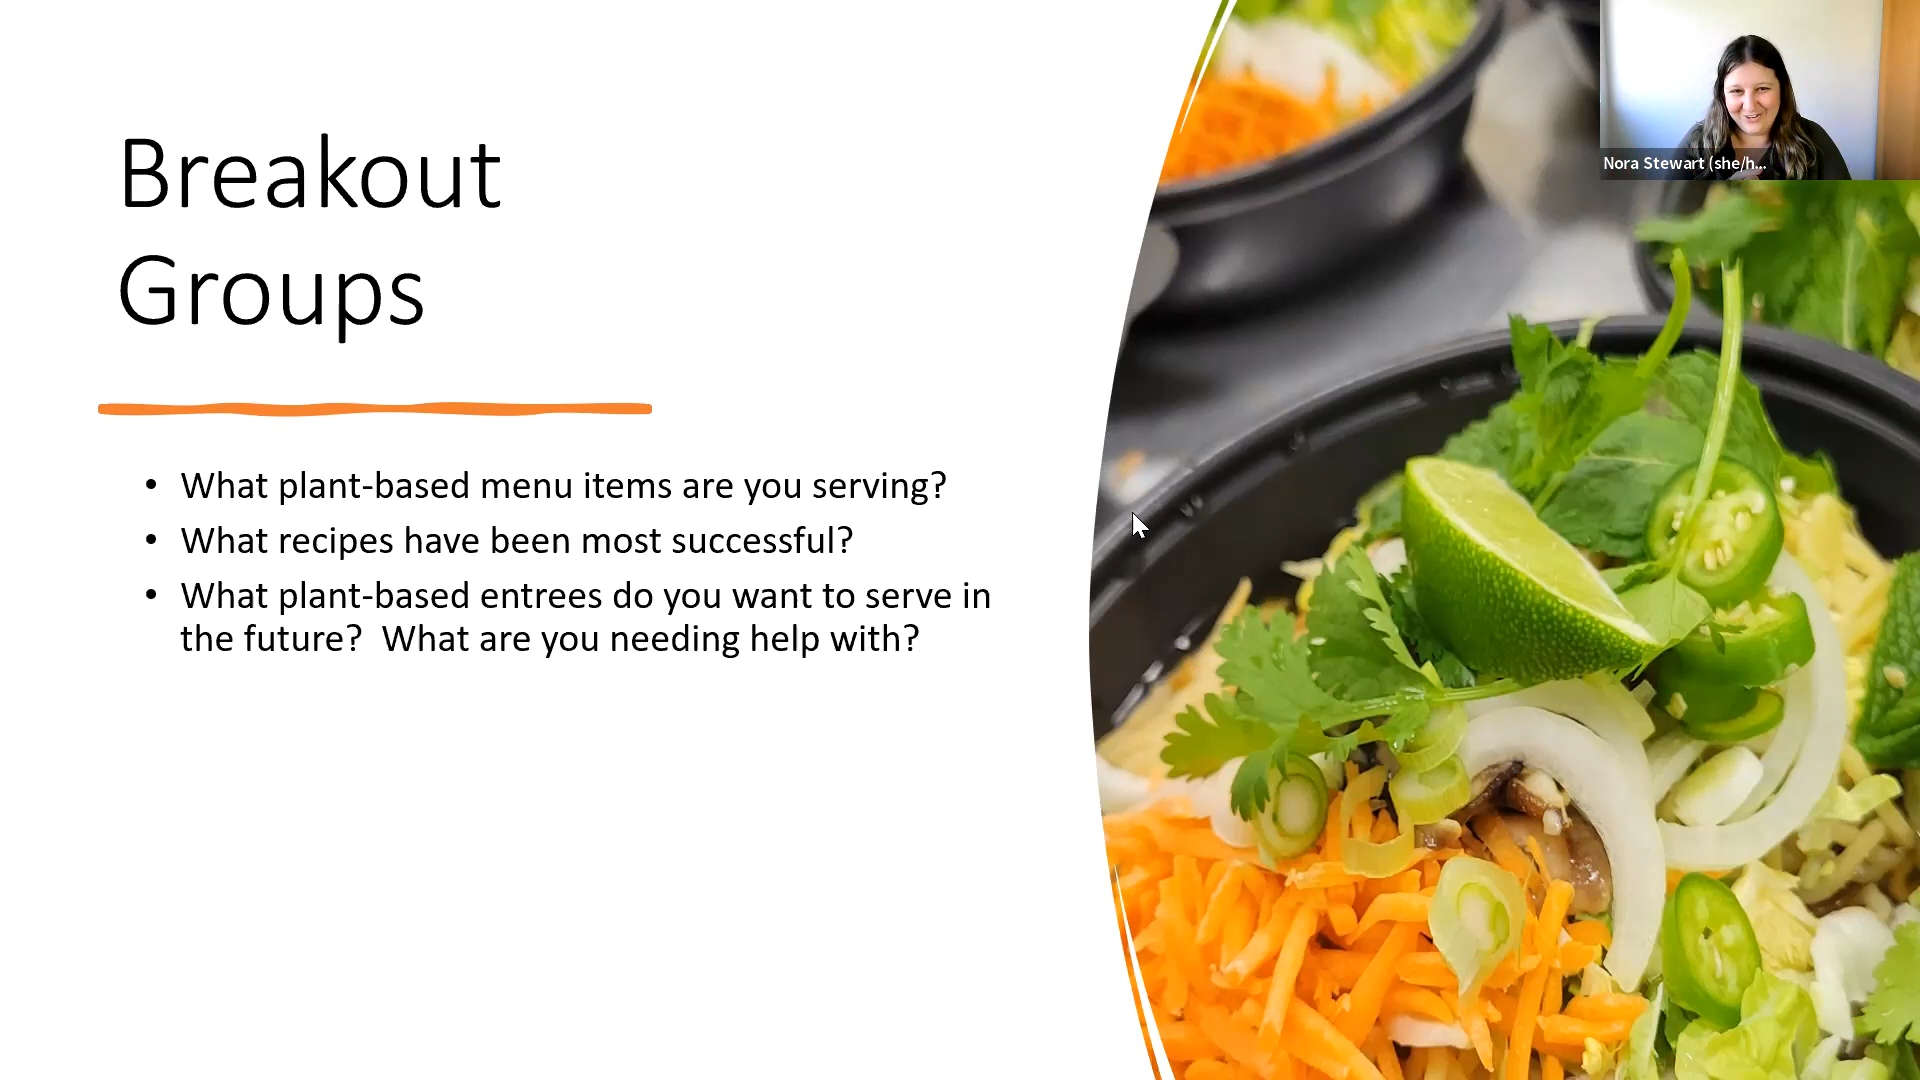 Breakout
Groups
• What plant-based menu items are you serving?
• What recipes have been most successful?
• What plant-based entrees do you want to serve in
the future?  What are you needing help with?
Nora Stewart (she/h...